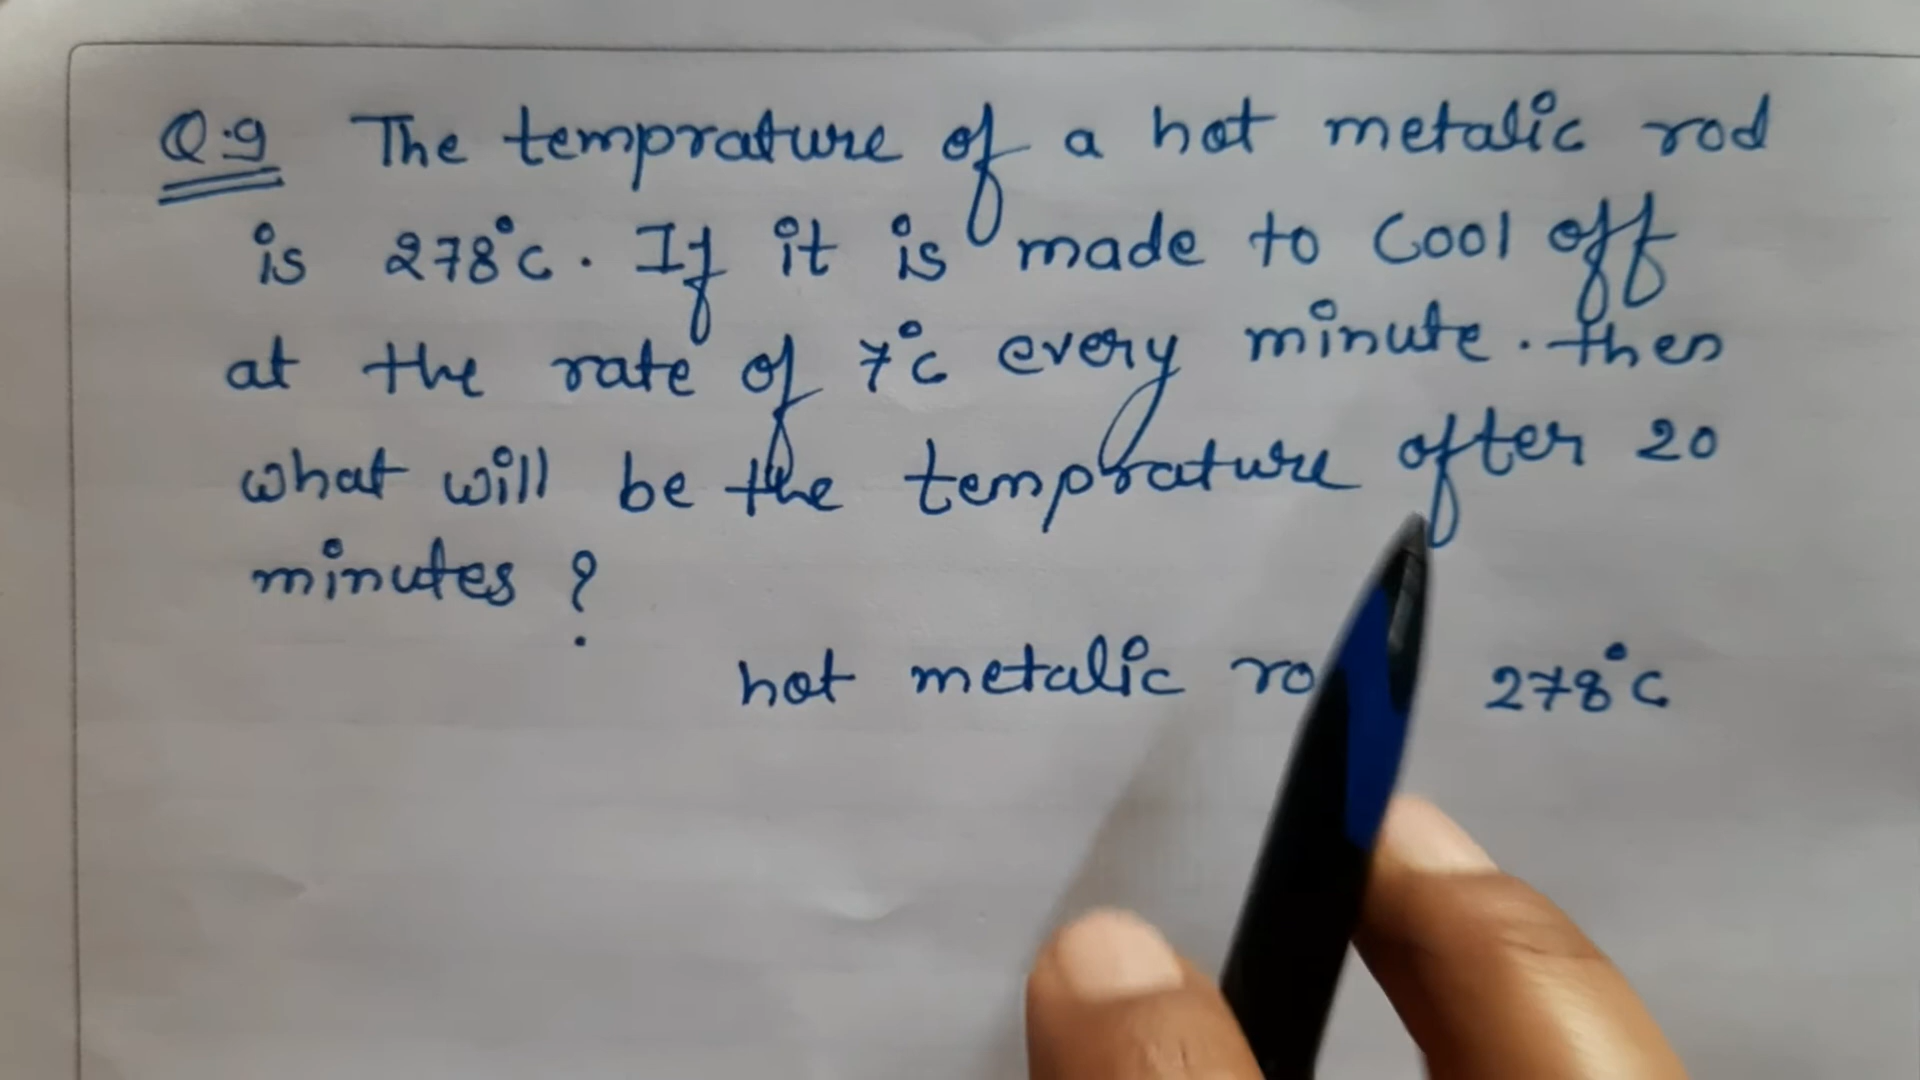 Q.9 The temprature of a hot metalic rod
is 278°c. If it is made to Cool off
at the rate of 7°c every minute. then
what will be the temprature after 20
minutes ?
hot metalic 278°c